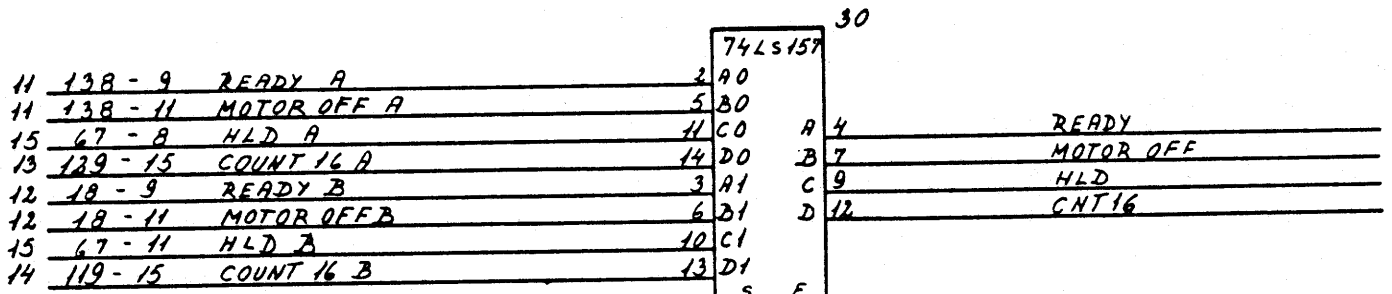 30
74LS157
11 138 - 9 READY A 2 A0
11 138 - 11 MOTOR OFF A 5 B0
15 67 - 8 HLD A 11 C0 A 4 READY
13 129 - 15 COUNT 16 A 14 D0 B 7 MOTOR OFF
12 18 - 9 READY B 3 A1 C 9 HLD
12 18 - 11 MOTOR OFF B 6 B1 D 12 CNT16
15 67 - 11 HLD B 10 C1
14 119 - 15 COUNT 16 B 13 D1
S E